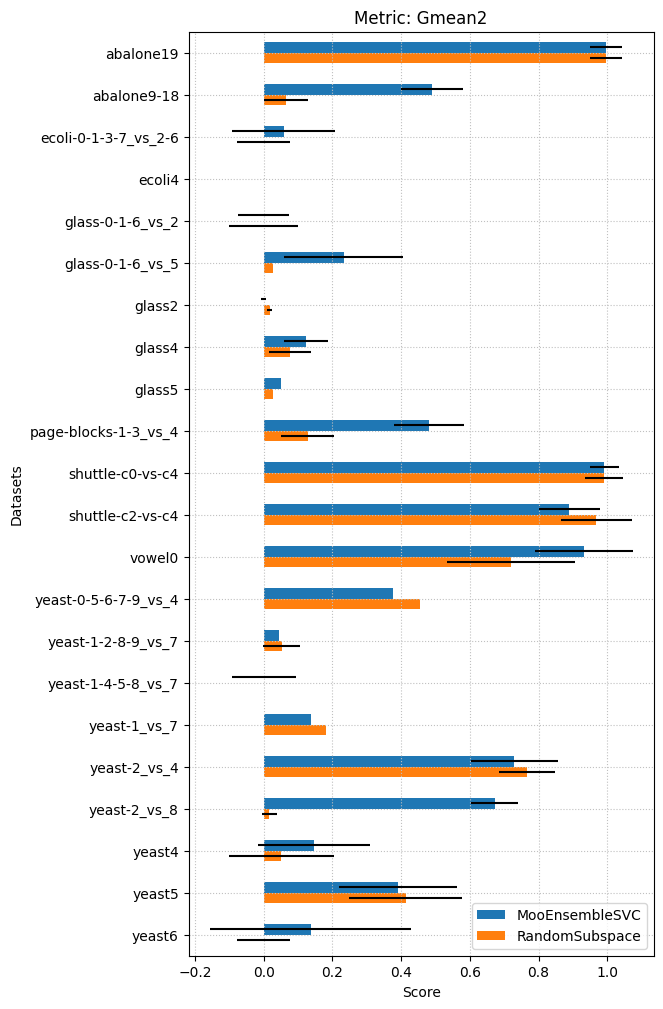 Metric: Gmean2
Datasets
abalone19
abalone9-18
ecoli-0-1-3-7_vs_2-6
ecoli4
glass-0-1-6_vs_2
glass-0-1-6_vs_5
glass2
glass4
glass5
page-blocks-1-3_vs_4
shuttle-c0-vs-c4
shuttle-c2-vs-c4
vowel0
yeast-0-5-6-7-9_vs_4
yeast-1-2-8-9_vs_7
yeast-1-4-5-8_vs_7
yeast-1_vs_7
yeast-2_vs_4
yeast-2_vs_8
yeast4
yeast5
yeast6
MooEnsembleSVC
RandomSubspace
−0.2 0.0 0.2 0.4 0.6 0.8 1.0
Score